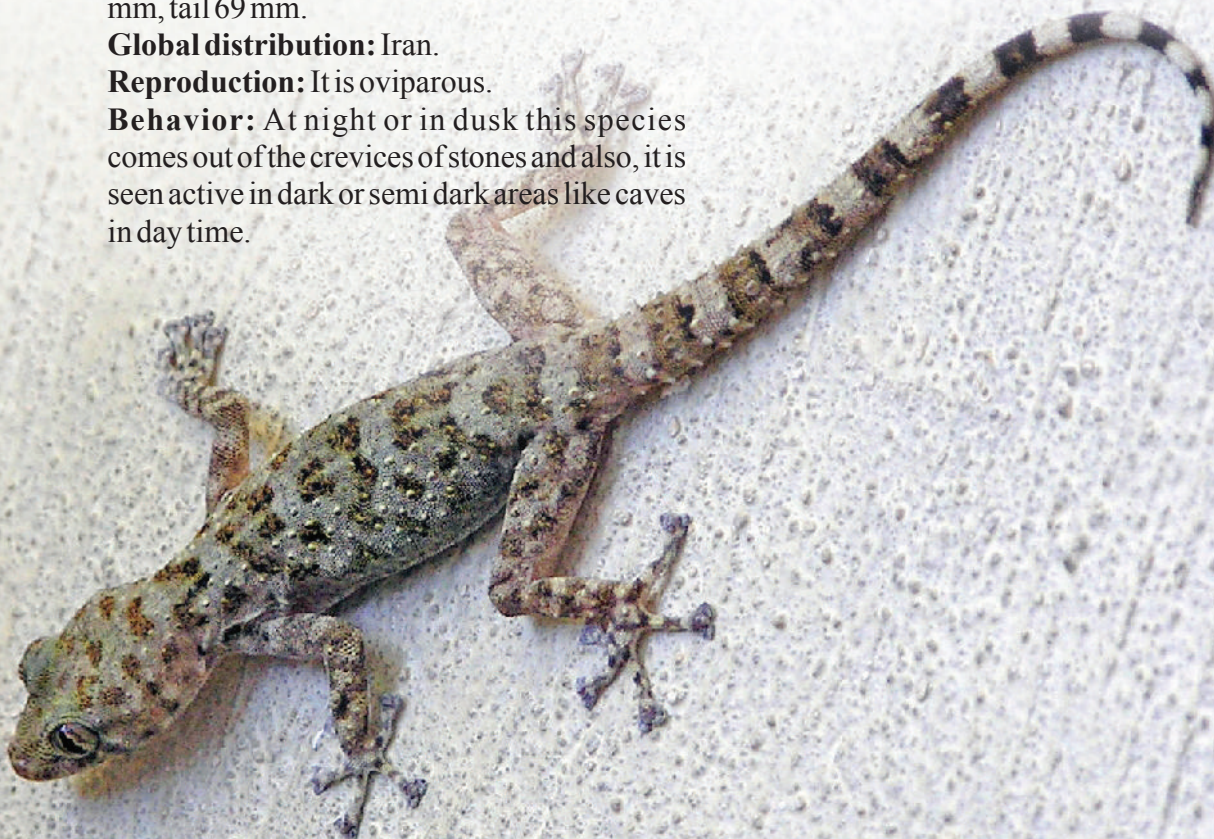 mm, tail 69 mm.
Global distribution: Iran.
Reproduction: It is oviparous.
Behavior: At night or in dusk this species
comes out of the crevices of stones and also, it is
seen active in dark or semi dark areas like caves
in day time.